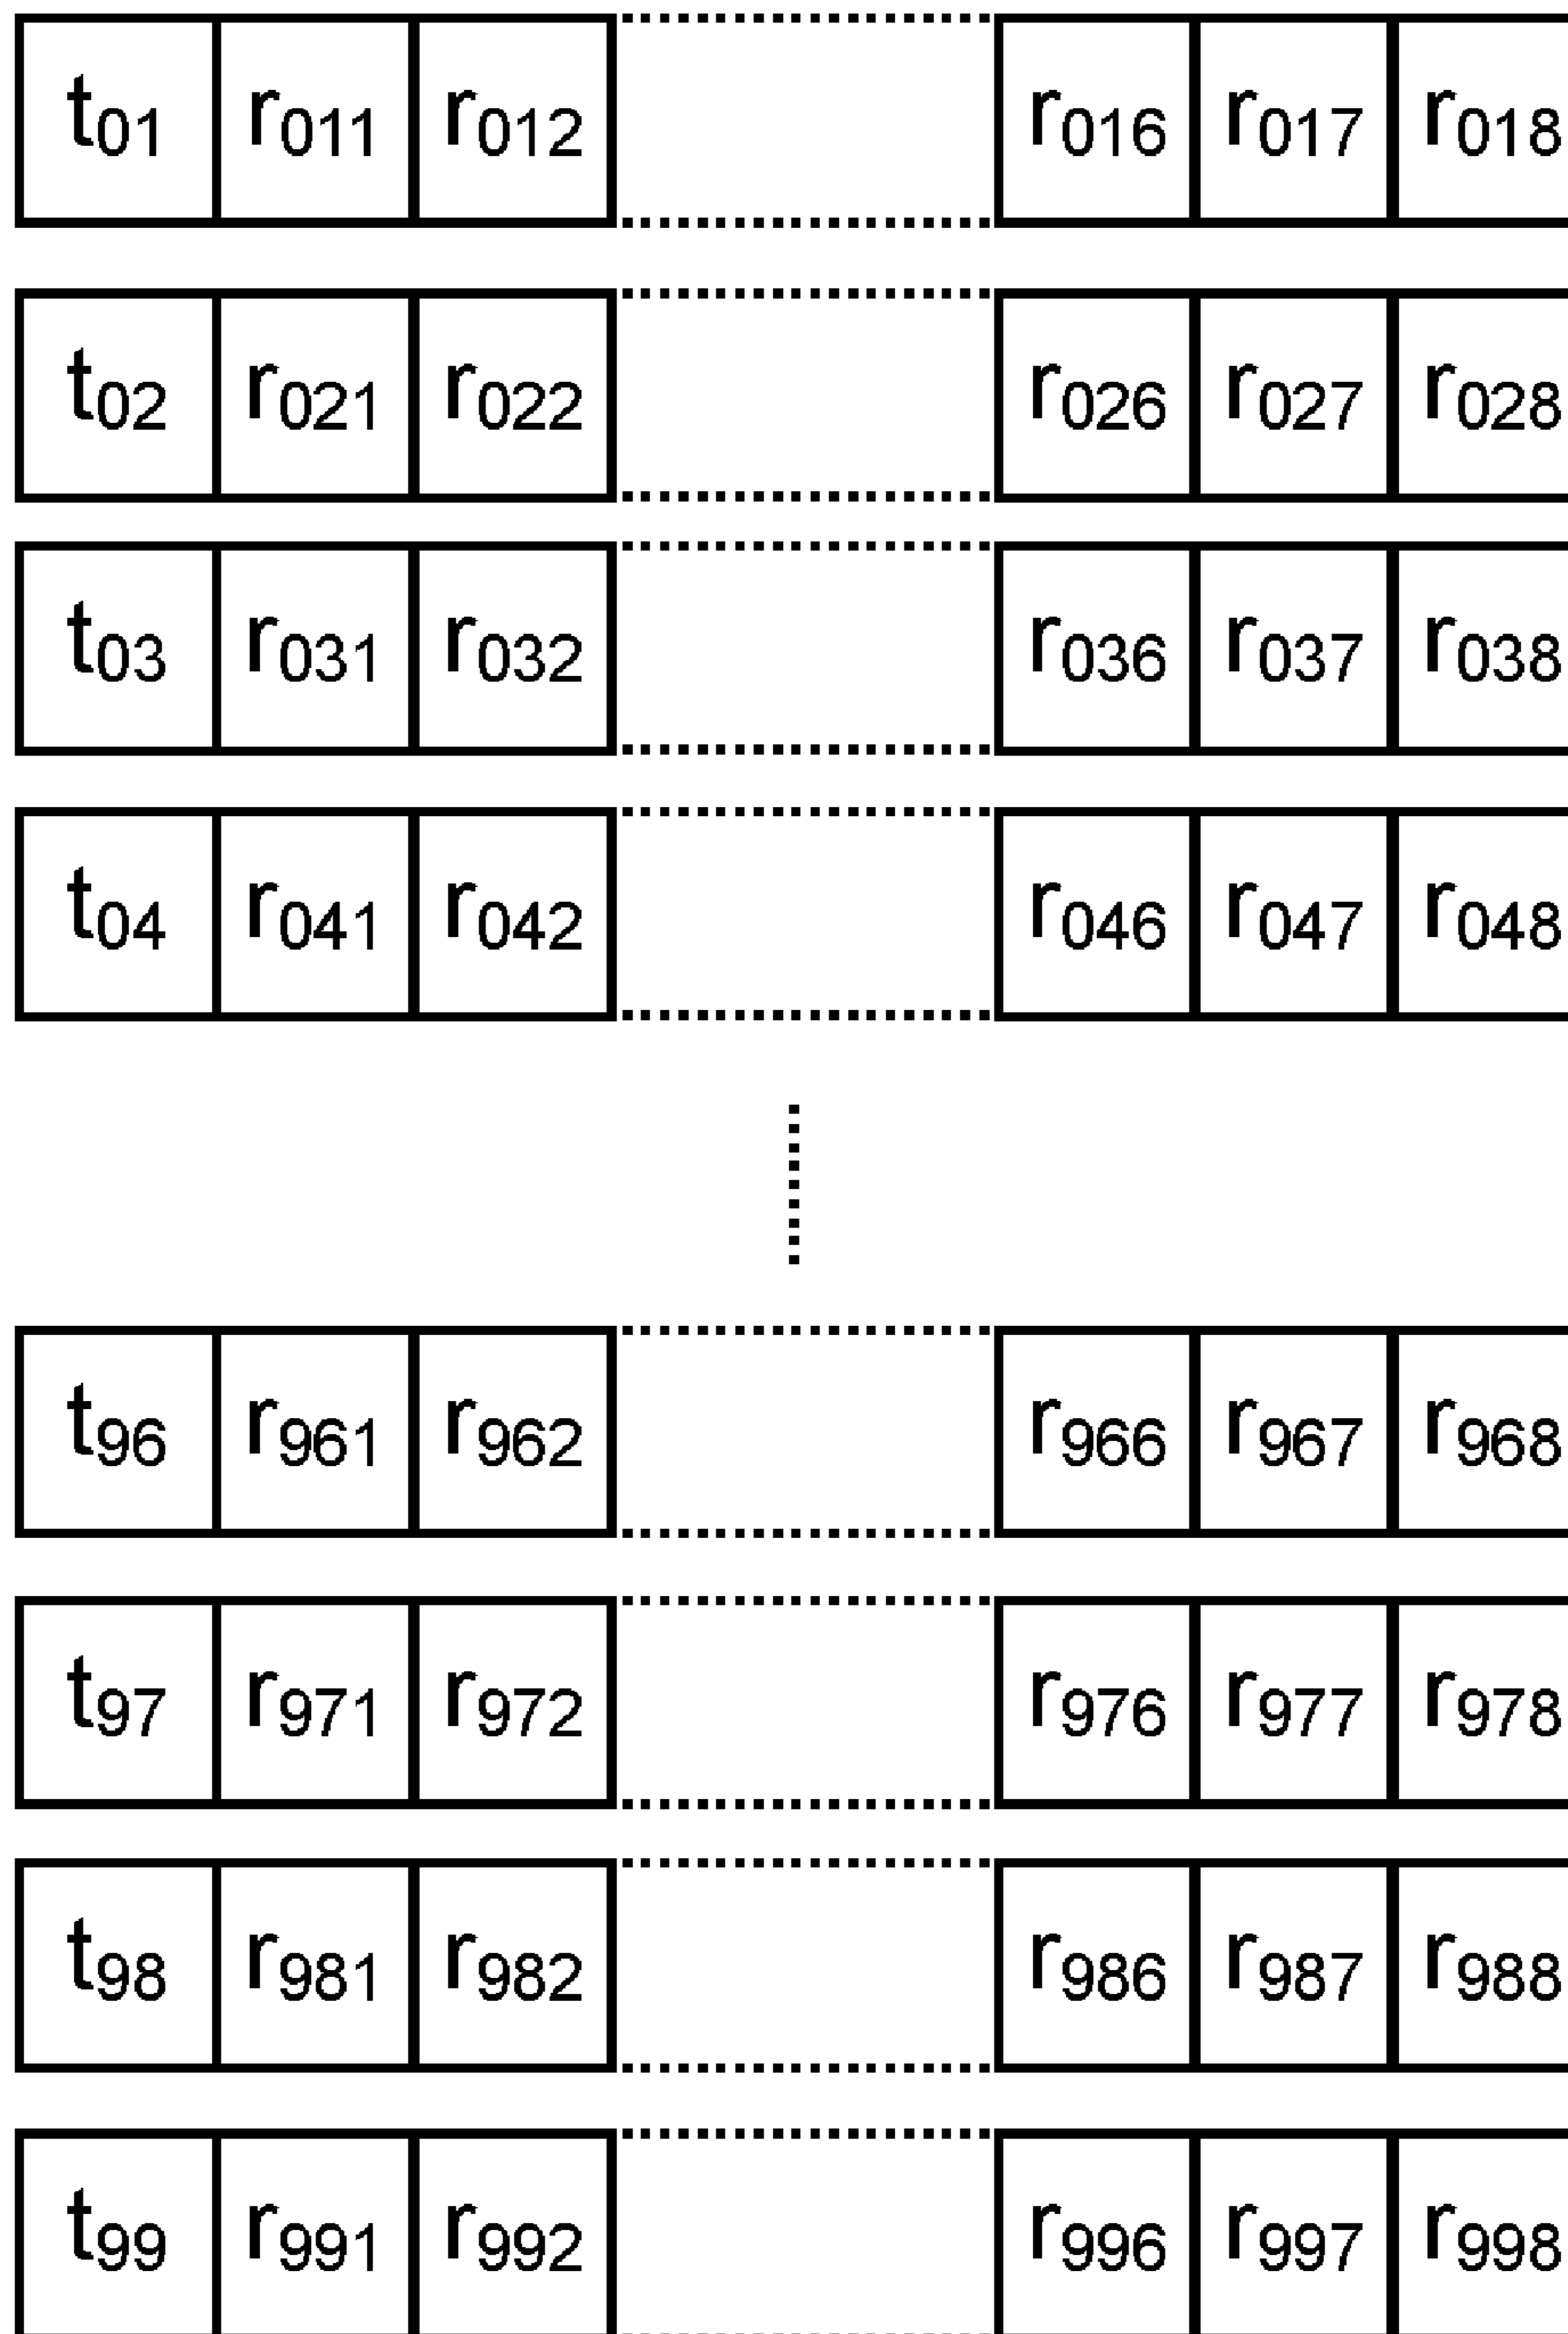 t01 r011 r012 r016 r017 r018
t02 r021 r022 r026 r027 r028
t03 r031 r032 r036 r037 r038
t04 r041 r042 r046 r047 r048
t96 r961 r962 r966 r967 r968
t97 r971 r972 r976 r977 r978
t98 r981 r982 r986 r987 r988
t99 r991 r992 r996 r997 r998